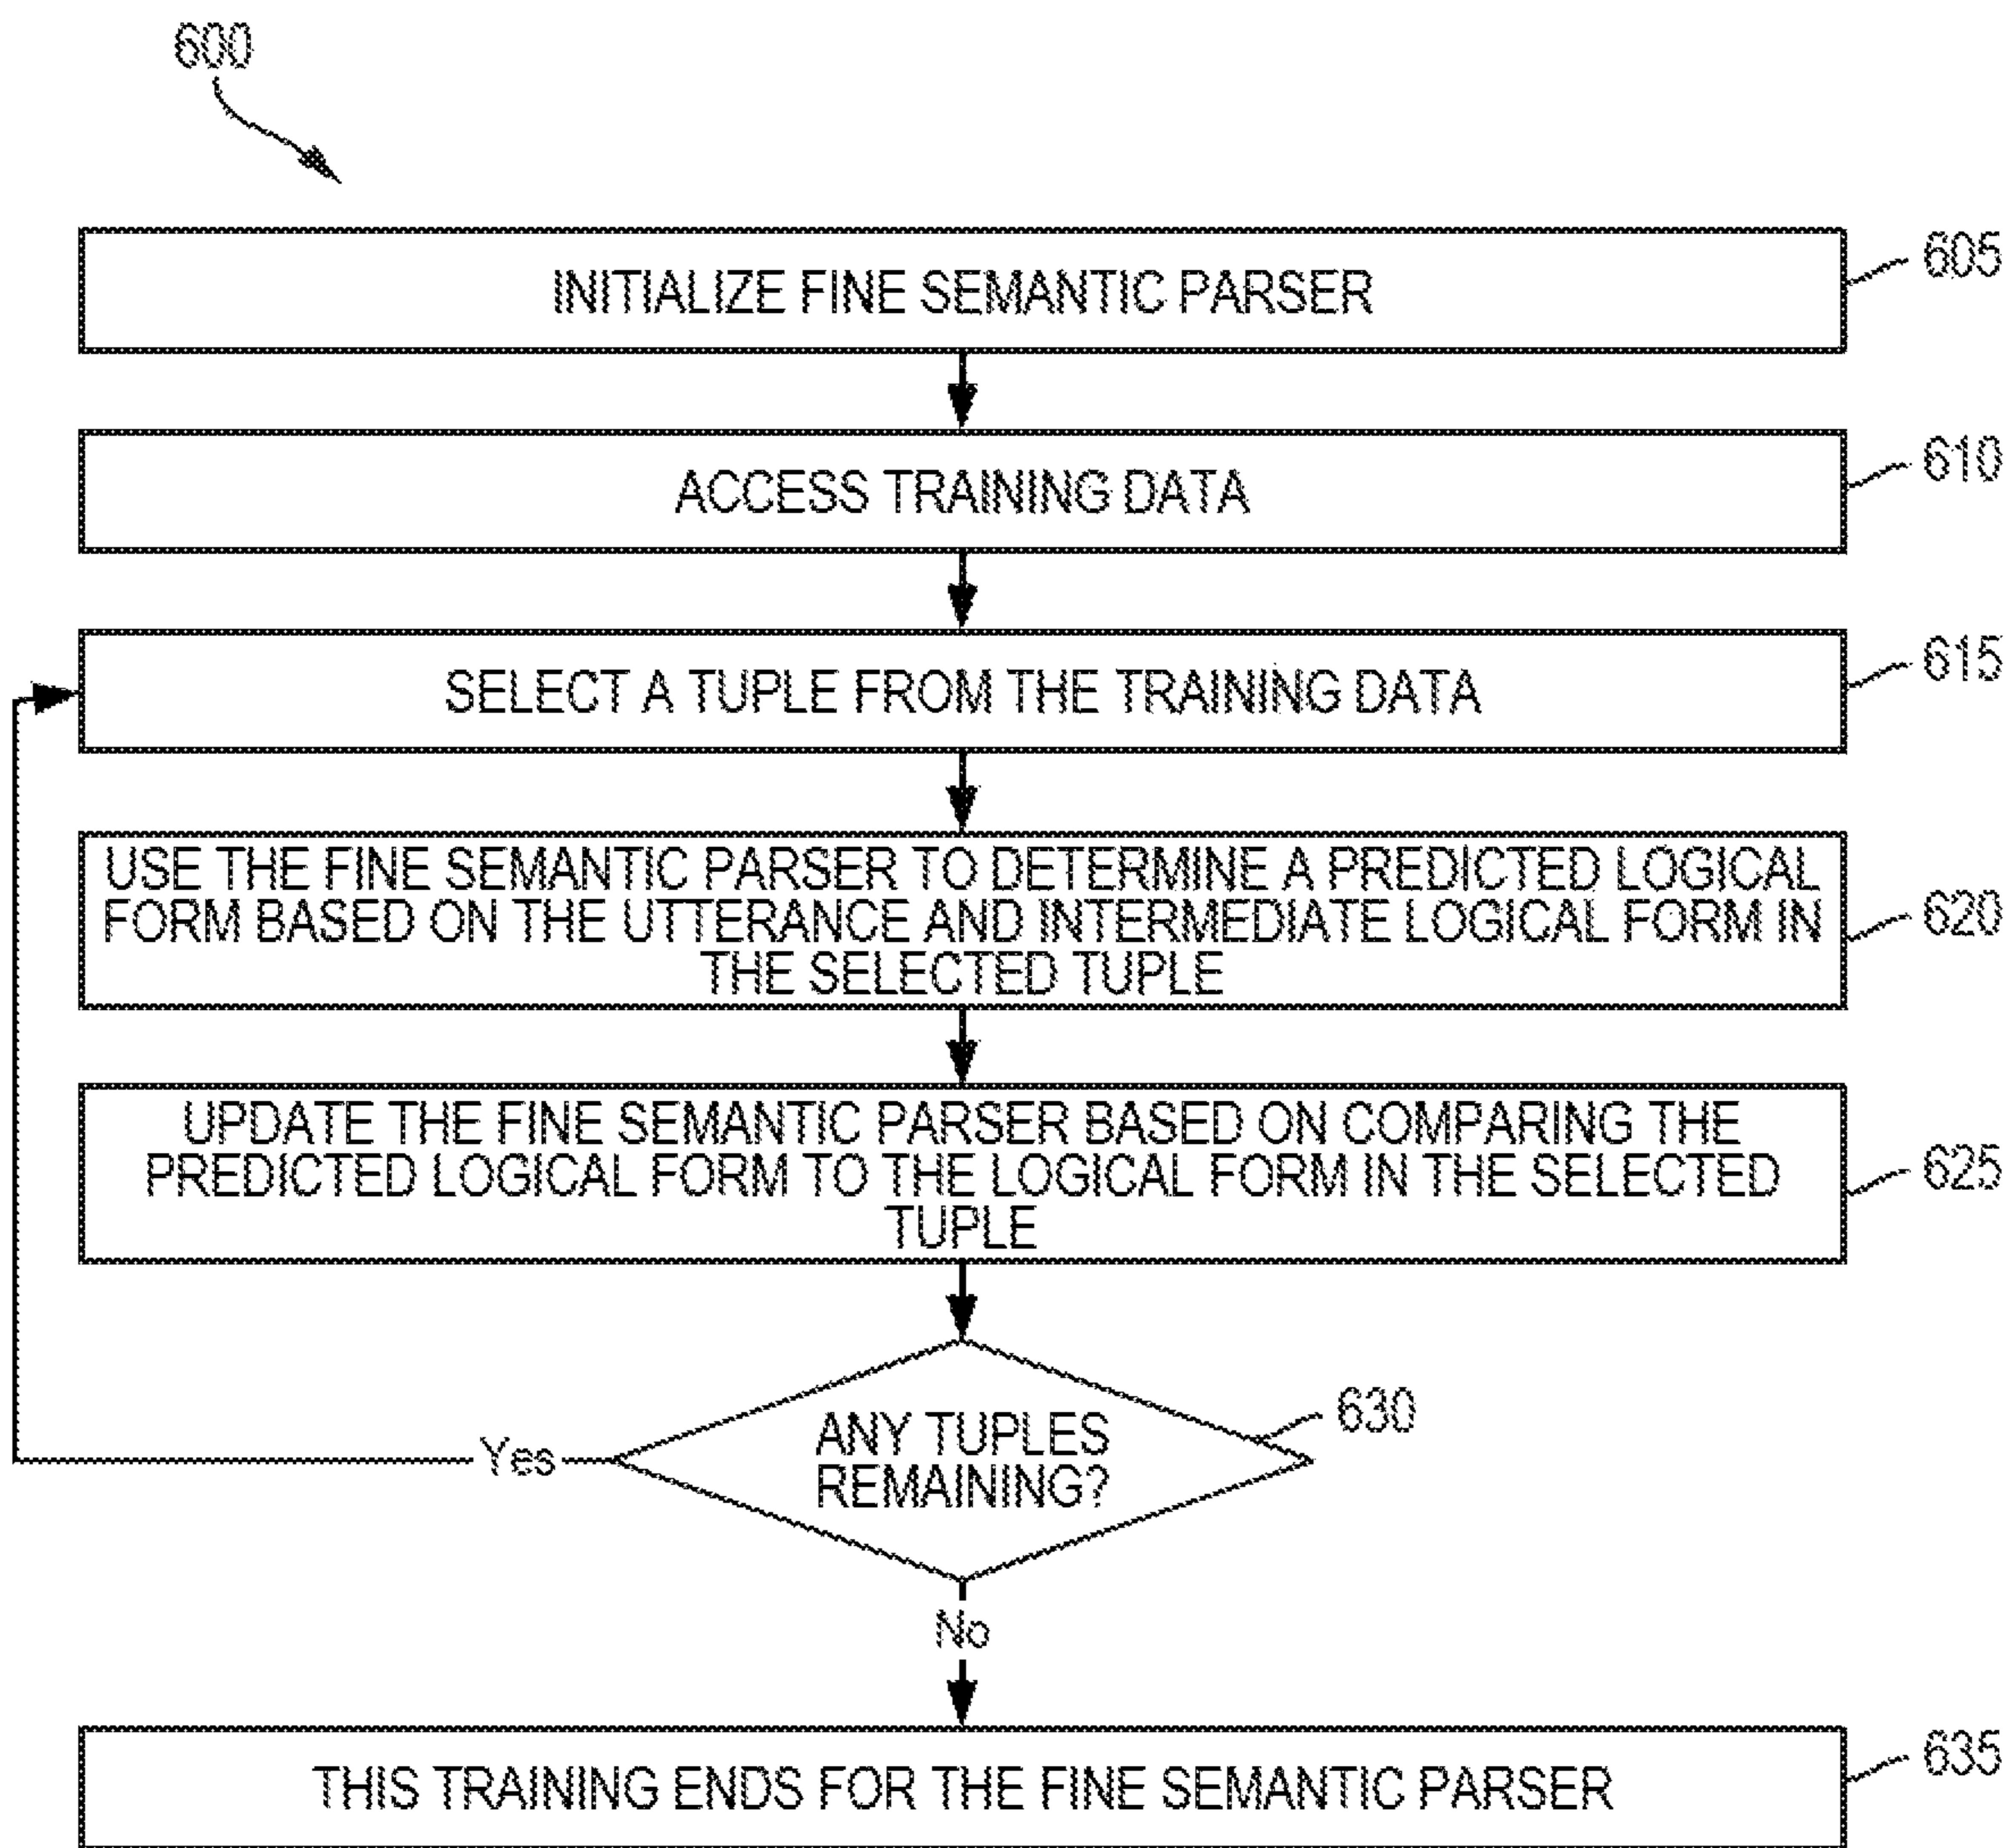 600
INITIALIZE FINE SEMANTIC PARSER
605
ACCESS TRAINING DATA
610
SELECT A TUPLE FROM THE TRAINING DATA
615
USE THE FINE SEMANTIC PARSER TO DETERMINE A PREDICTED LOGICAL
FORM BASED ON THE UTTERANCE AND INTERMEDIATE LOGICAL FORM IN
THE SELECTED TUPLE
620
UPDATE THE FINE SEMANTIC PARSER BASED ON COMPARING THE
PREDICTED LOGICAL FORM TO THE LOGICAL FORM IN THE SELECTED
TUPLE
625
ANY TUPLES
REMAINING?
630
Yes
No
THIS TRAINING ENDS FOR THE FINE SEMANTIC PARSER
635